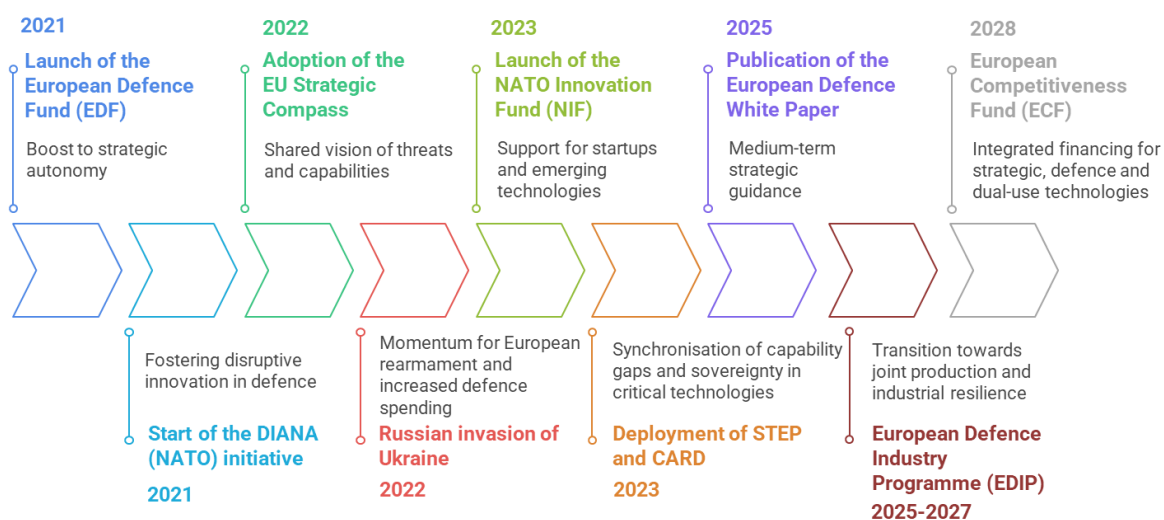 2021
Launch of the
European Defence
Fund (EDF)
Boost to strategic
autonomy
2022
Adoption of the
EU Strategic
Compass
Shared vision of threats
and capabilities
2023
Launch of the
NATO Innovation
Fund (NIF)
Support for startups
and emerging
technologies
2025
Publication of the
European Defence
White Paper
Medium-term
strategic
guidance
2028
European
Competitiveness
Fund (ECF)
Integrated financing for
strategic, defence and
dual-use technologies
Fostering disruptive
innovation in defence
Start of the DIANA
(NATO) initiative
2021
Momentum for European
rearmament and
increased defence
spending
Russian invasion of
Ukraine
2022
Synchronisation of capability
gaps and sovereignty in
critical technologies
Deployment of STEP
and CARD
2023
Transition towards
joint production and
industrial resilience
European Defence
Industry
Programme (EDIP)
2025-2027